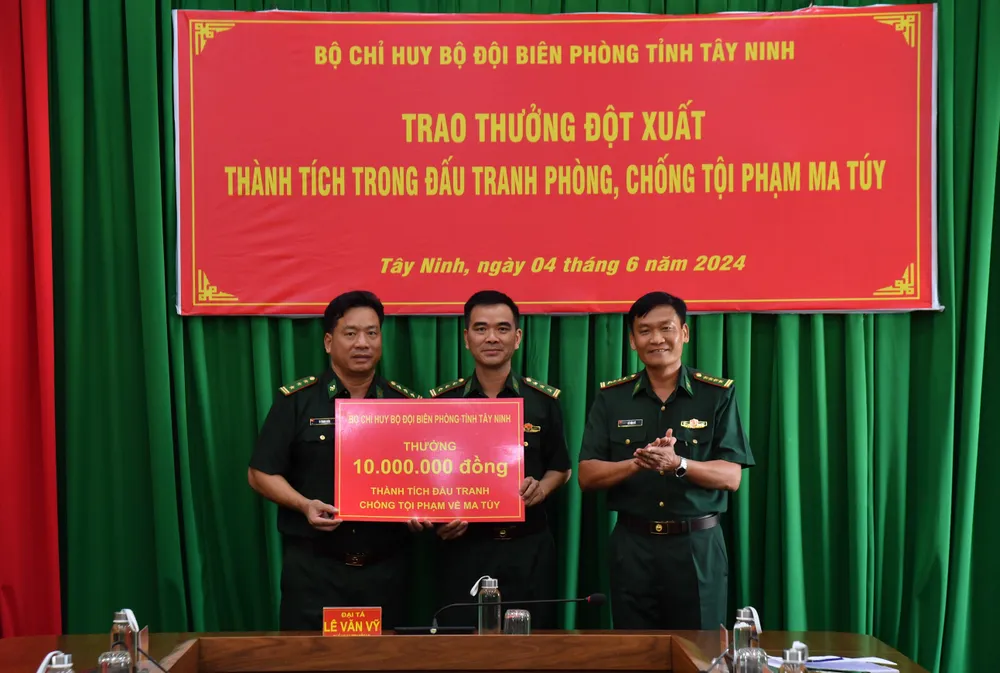 BỘ CHỈ HUY BỘ ĐỘI BIÊN PHÒNG TỈNH TÂY NINH
TRAO THƯỞNG ĐỘT XUẤT
THÀNH TÍCH TRONG ĐẤU TRANH PHÒNG, CHỐNG TỘI PHẠM MA TÚY
Tây Ninh, ngày 04 tháng 6 năm 2024
BỘ CHỈ HUY BỘ ĐỘI BIÊN PHÒNG TỈNH TÂY NINH
THƯỞNG
10.000.000 đồng
THÀNH TÍCH ĐẤU TRANH
CHỐNG TỘI PHẠM VỀ MA TÚY
ĐẠI TÁ
LÊ VĂN VỸ